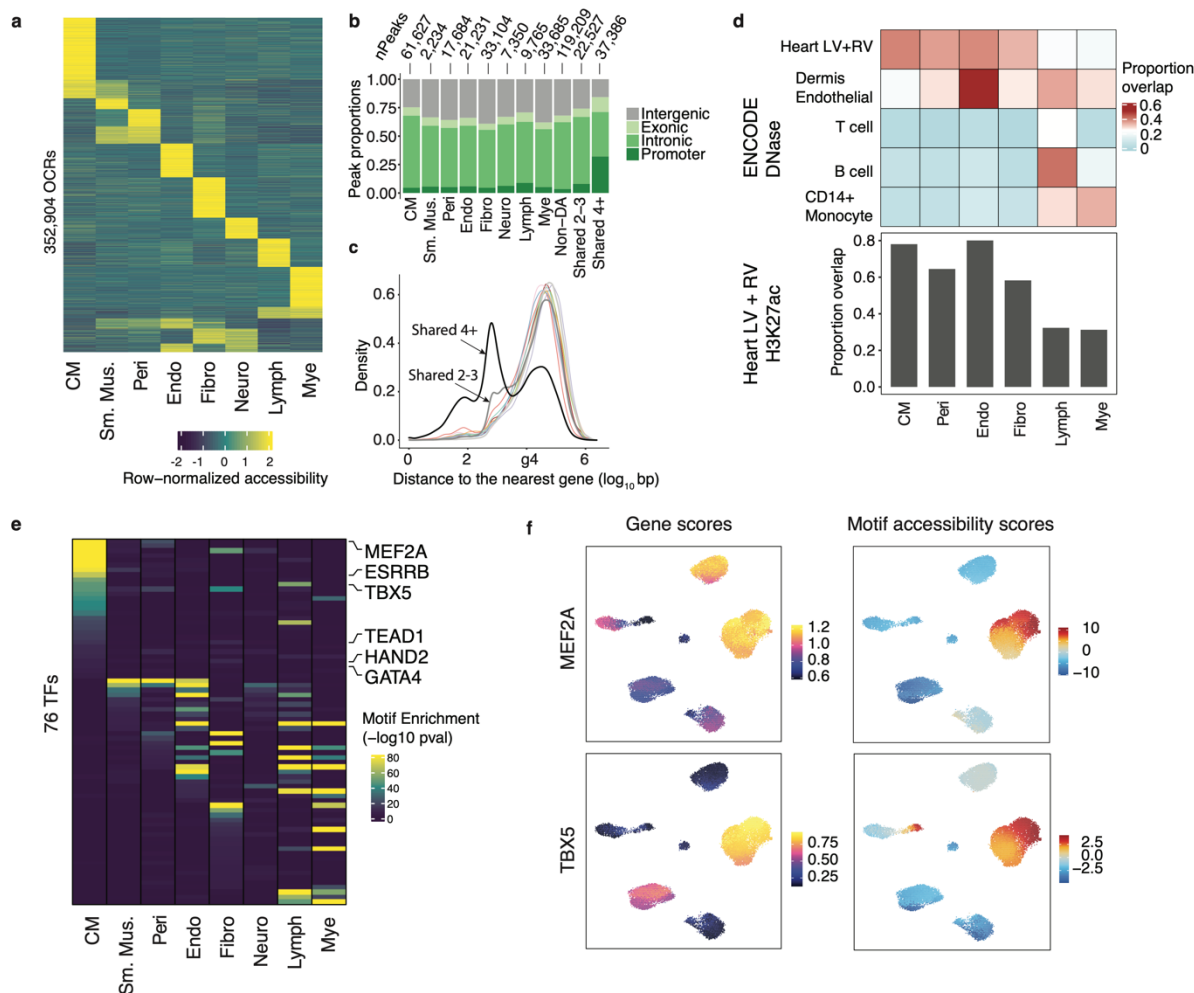 a
352,904 OCRs
CM
Sm. Mus.
Peri
Endo
Fibro
Neuro
Lymph
Mye
-2 -1 0 1 2
Row−normalized accessibility
b
nPeaks
61,627
2,234
17,684
21,231
33,104
7,350
9,765
33,685
119,209
22,527
37,386
Peak proportions
1.00
0.75
0.50
0.25
0.00
Intergenic
Exonic
Intronic
Promoter
CM
Sm. Mus.
Peri
Endo
Fibro
Neuro
Lymph
Mye
Non−DA
Shared 2−3
Shared 4+
c
Density
0.6
0.4
0.2
0.0
Shared 4+
Shared 2-3
0 2 g4 6
Distance to the nearest gene (log10 bp)
d
ENCODE
DNase
Heart LV+RV
Dermis
Endothelial
T cell
B cell
CD14+
Monocyte
Proportion
overlap
0.6
0.4
0.2
0
Heart LV + RV
H3K27ac
Proportion overlap
0.8
0.6
0.4
0.2
0.0
CM
Peri
Endo
Fibro
Lymph
Mye
e
76 TFs
MEF2A
ESRRB
TBX5
TEAD1
HAND2
GATA4
Motif Enrichment
(−log10 pval)
80
60
40
20
0
CM
Sm. Mus.
Peri
Endo
Fibro
Neuro
Lymph
Mye
f
Gene scores
Motif accessibility scores
MEF2A
1.2
1.0
0.8
0.6
10
0
−10
TBX5
0.75
0.50
0.25
2.5
0.0
−2.5